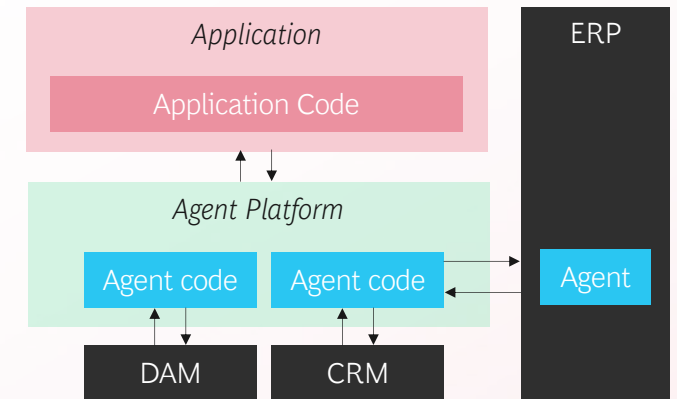 Application
ERP
Application Code
Agent Platform
Agent code
Agent code
Agent
DAM
CRM